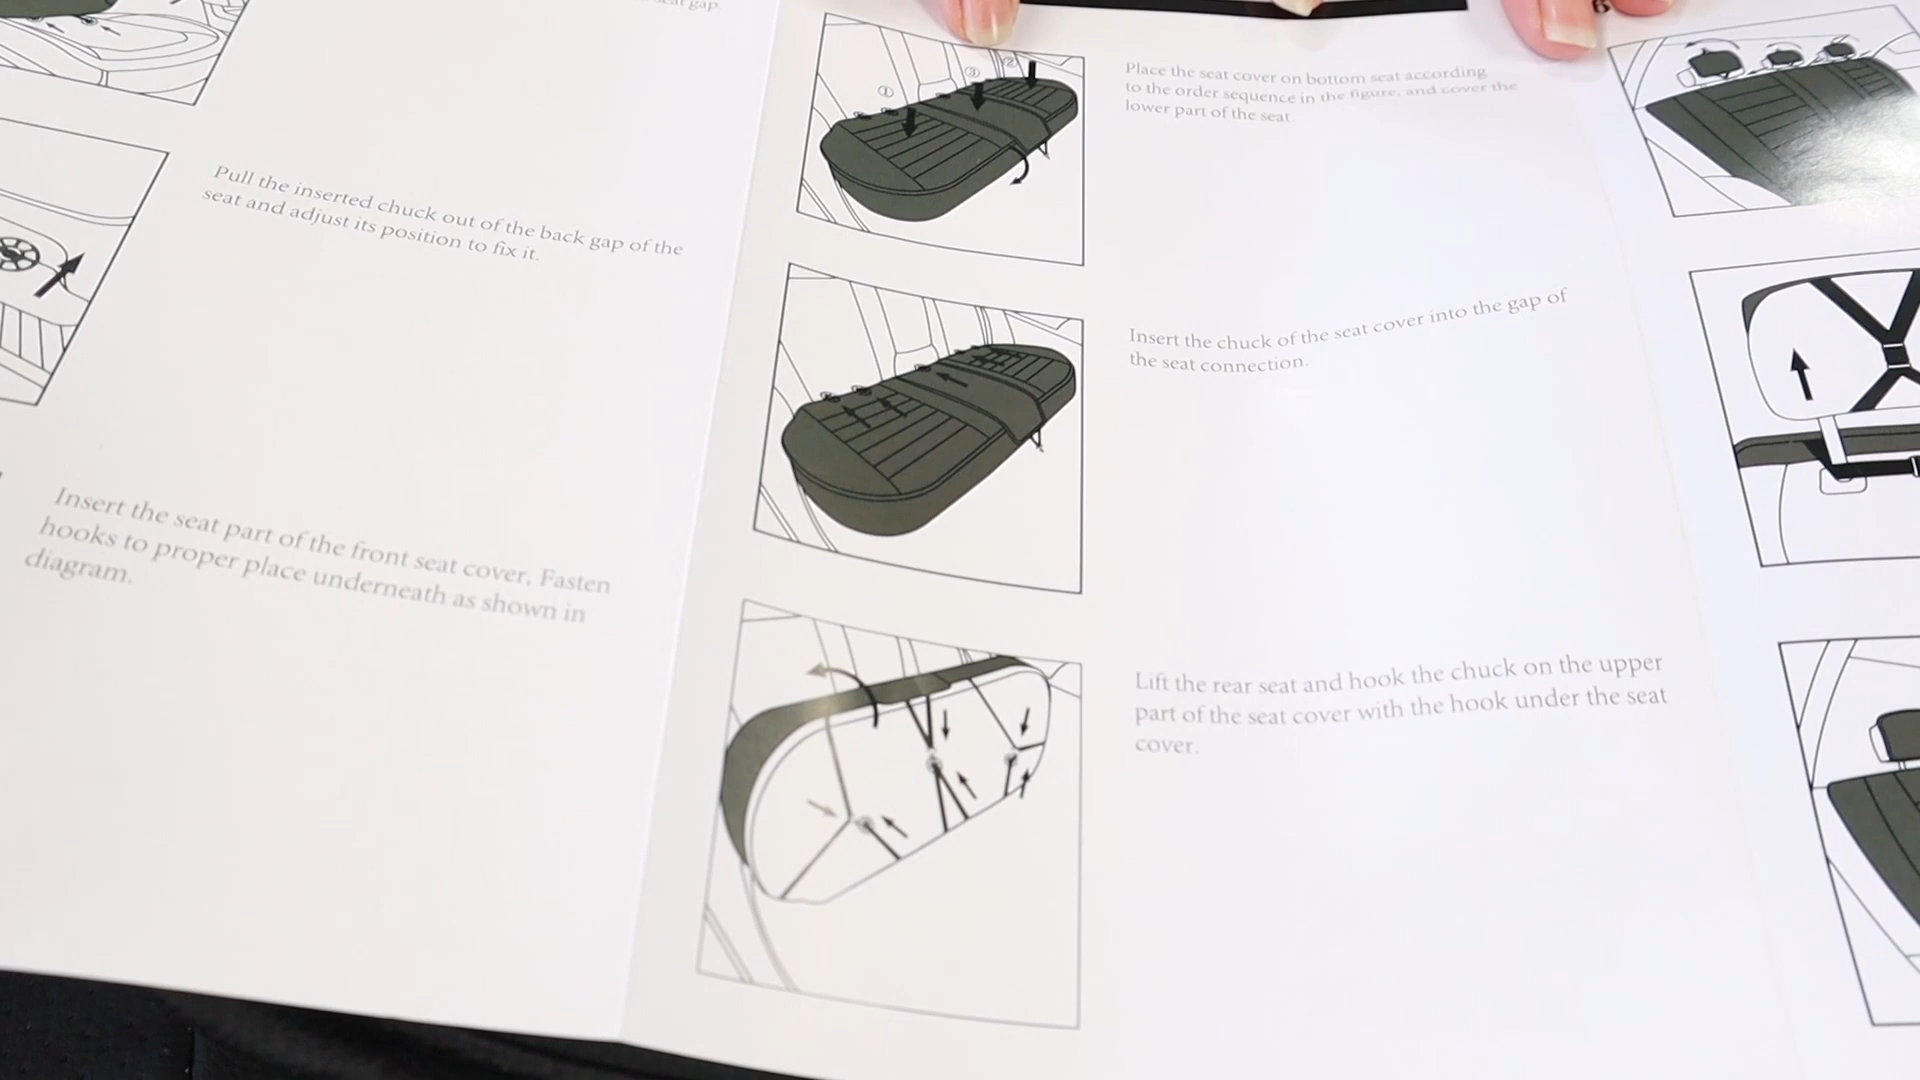 seat gap
Pull the inserted chuck out of the back gap of the
seat and adjust its position to fix it.
Insert the seat part of the front seat cover, Fasten
hooks to proper place underneath as shown in
diagram.
① ③ ②
Place the seat cover on bottom seat according
to the order sequence in the figure, and cover the
lower part of the seat.
Insert the chuck of the seat cover into the gap of
the seat connection.
Lift the rear seat and hook the chuck on the upper
part of the seat cover with the hook under the seat
cover.